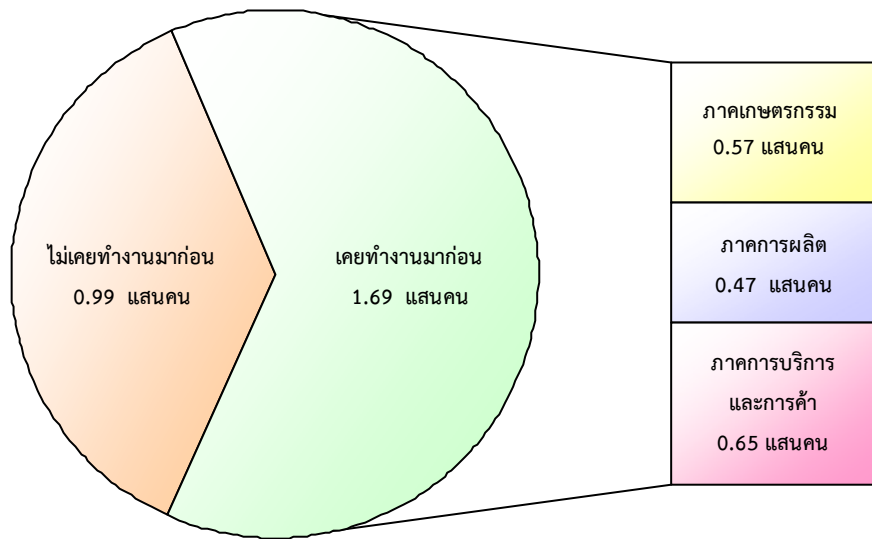 ไม่เคยทำงานมาก่อน
0.99 แสนคน
เคยทำงานมาก่อน
1.69 แสนคน
ภาคเกษตรกรรม
0.57 แสนคน
ภาคการผลิต
0.47 แสนคน
ภาคการบริการ
และการค้า
0.65 แสนคน